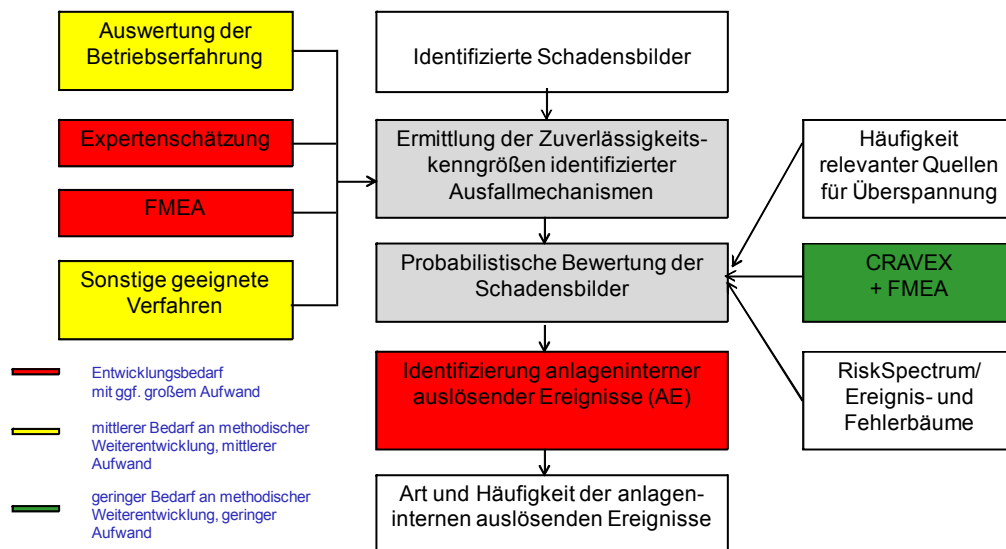 Auswertung der
Betriebserfahrung
Expertenschätzung
FMEA
Sonstige geeignete
Verfahren
Identifizierte Schadensbilder
Ermittlung der Zuverlässigkeits-
kenngrößen identifizierter
Ausfallmechanismen
Probabilistische Bewertung der
Schadensbilder
Identifizierung anlageninterner
auslösender Ereignisse (AE)
Art und Häufigkeit der anlagen-
internen auslösenden Ereignisse
Häufigkeit
relevanter Quellen
für Überspannung
CRAVEX
+ FMEA
RiskSpectrum/
Ereignis- und
Fehlerbäume
Entwicklungsbedarf
mit ggf. großem Aufwand
mittlerer Bedarf an methodischer
Weiterentwicklung, mittlerer
Aufwand
geringer Bedarf an methodischer
Weiterentwicklung, geringer
Aufwand